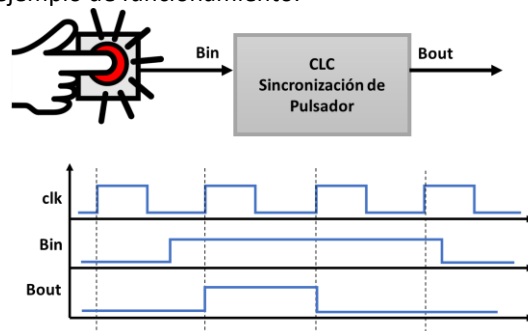 ejemplo de funcionamiento.
Bin
CLC
Sincronización de
Pulsador
Bout
clk
Bin
Bout